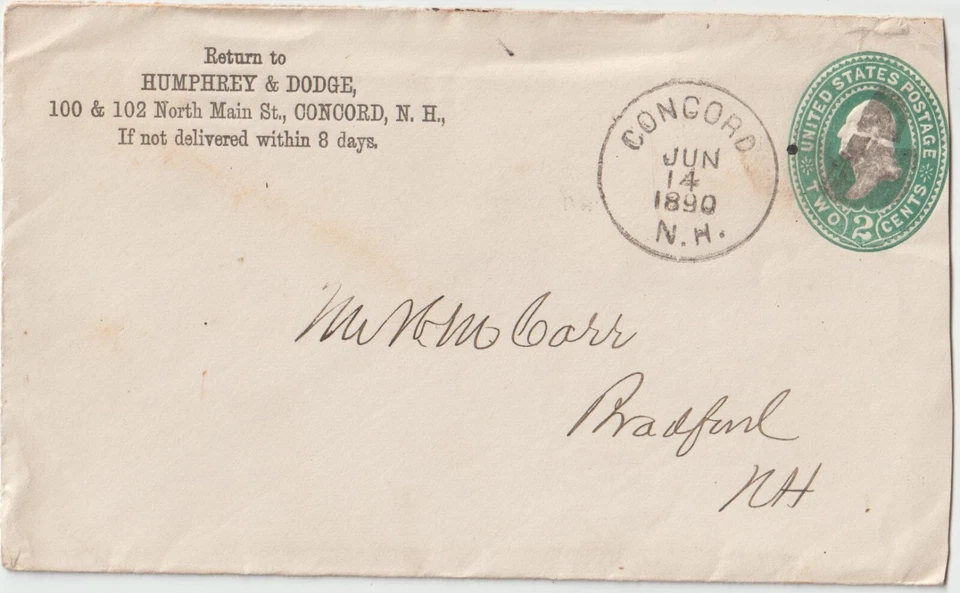 Return to
HUMPHREY & DODGE,
100 & 102 North Main St., CONCORD, N. H.,
If not delivered within 8 days.
CONCORD
JUN
14
1890
N.H.
UNITED STATES POSTAGE
TWO 2 CENTS
Carr
Bradford
NH